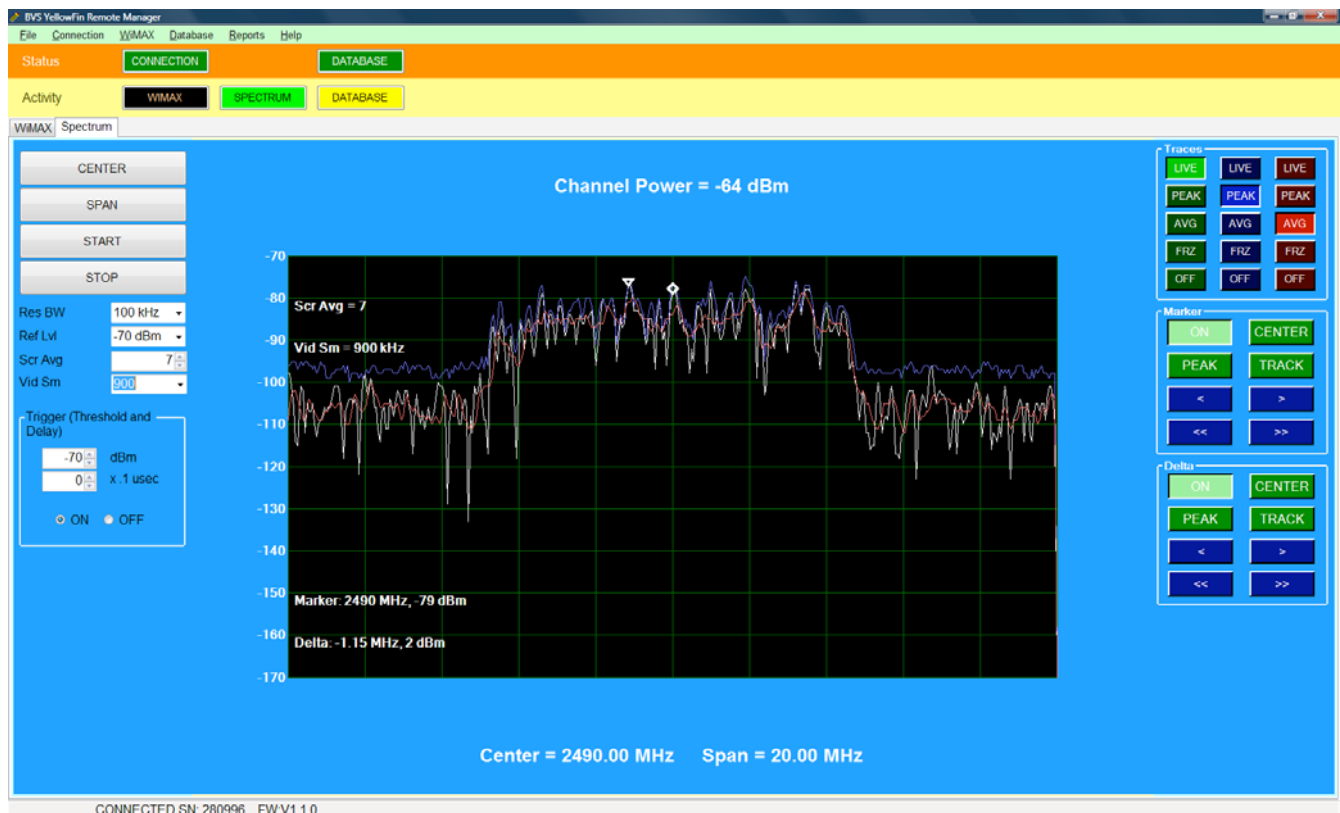 BVS YellowFin Remote Manager
File Connection WiMAX Database Reports Help
Status CONNECTION DATABASE
Activity WIMAX SPECTRUM DATABASE
WiMAX Spectrum
CENTER
SPAN
START
STOP
Res BW 100 kHz
Ref Lvl -70 dBm
Scr Avg 7
Vid Sm 900
Trigger (Threshold and
Delay)
-70 dBm
0 x .1 usec
ON OFF
Channel Power = -64 dBm
-70
-80
-90
-100
-110
-120
-130
-140
-150
-160
-170
Scr Avg = 7
Vid Sm = 900 kHz
Marker: 2490 MHz, -79 dBm
Delta: -1.15 MHz, 2 dBm
Center = 2490.00 MHz Span = 20.00 MHz
Traces
LIVE LIVE LIVE
PEAK PEAK PEAK
AVG AVG AVG
FRZ FRZ FRZ
OFF OFF OFF
Marker
ON CENTER
PEAK TRACK
< >
<< >>
Delta
ON CENTER
PEAK TRACK
< >
<< >>
CONNECTED SN: 280996 FW:V1.1.0